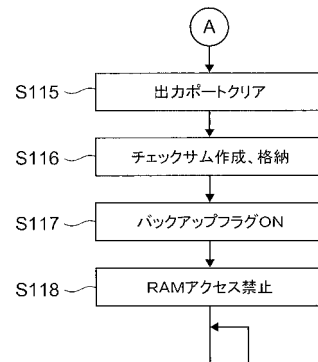 A
S115 出力ポートクリア
S116 チェックサム作成、格納
S117 バックアップフラグON
S118 RAMアクセス禁止